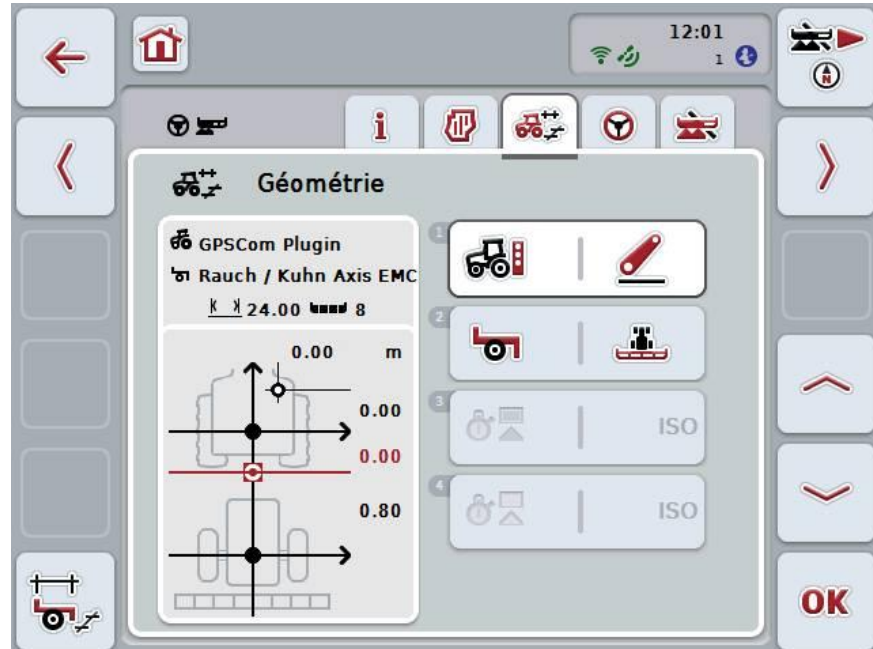 12:01
1
N
i
Géométrie
GPSCom Plugin
Rauch / Kuhn Axis EMC
24.00 8
0.00 m
0.00
0.00
0.80
1
2
3
ISO
4
ISO
OK